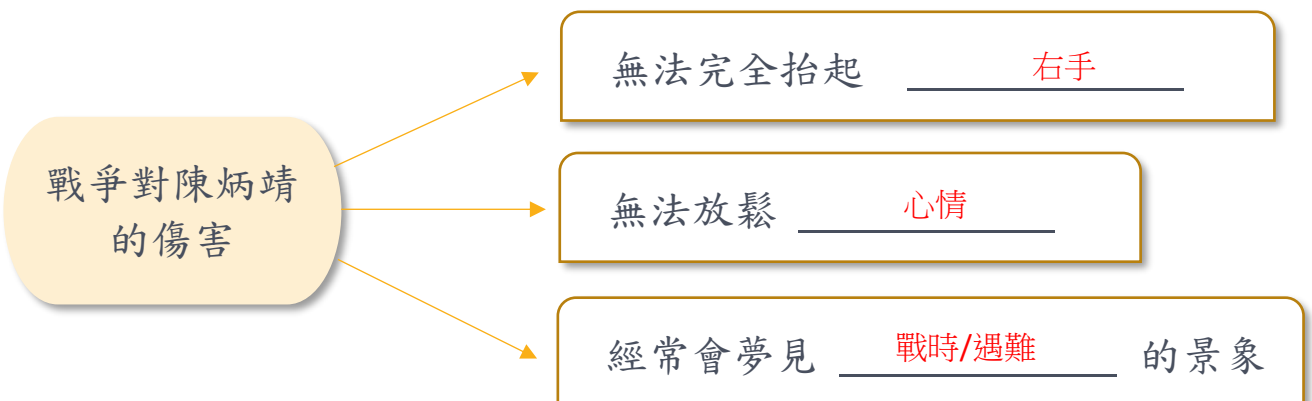 戰爭對陳炳靖
的傷害
無法完全抬起 右手
無法放鬆 心情
經常會夢見 戰時/遇難 的景象